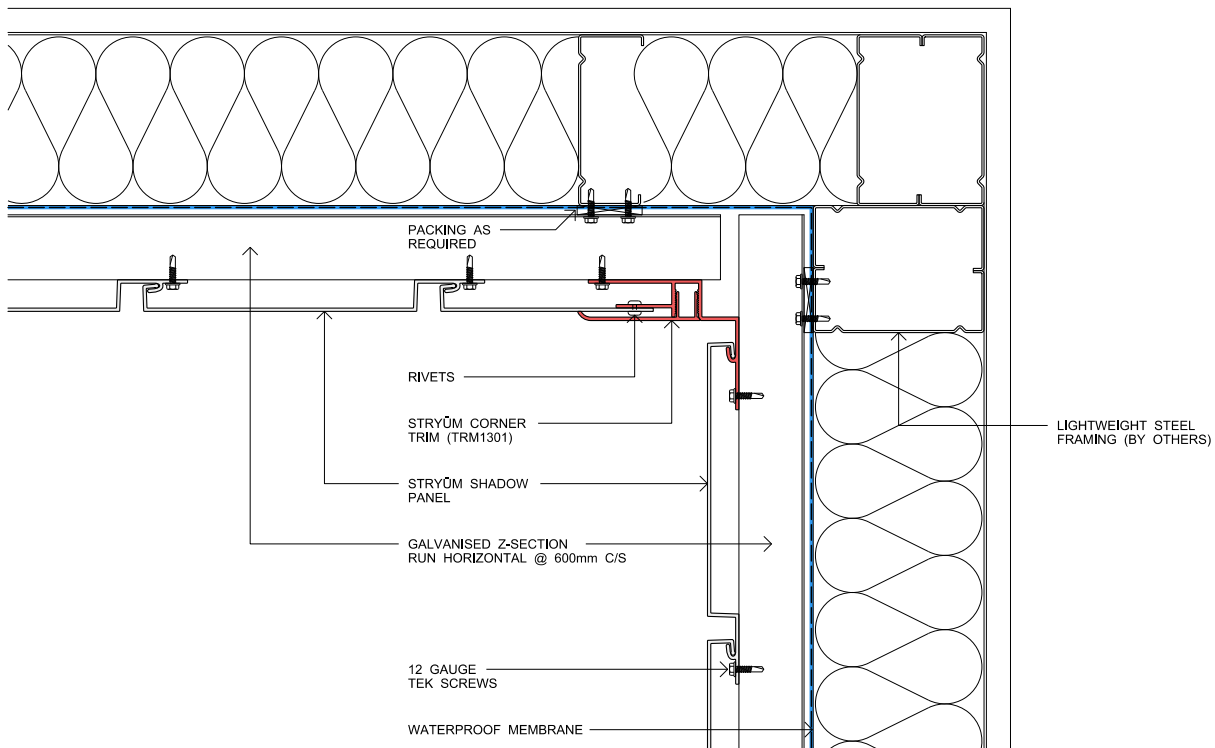 PACKING AS
REQUIRED
RIVETS
STRYŪM CORNER
TRIM (TRM1301)
STRYŪM SHADOW
PANEL
GALVANISED Z-SECTION
RUN HORIZONTAL @ 600mm C/S
12 GAUGE
TEK SCREWS
WATERPROOF MEMBRANE
LIGHTWEIGHT STEEL
FRAMING (BY OTHERS)